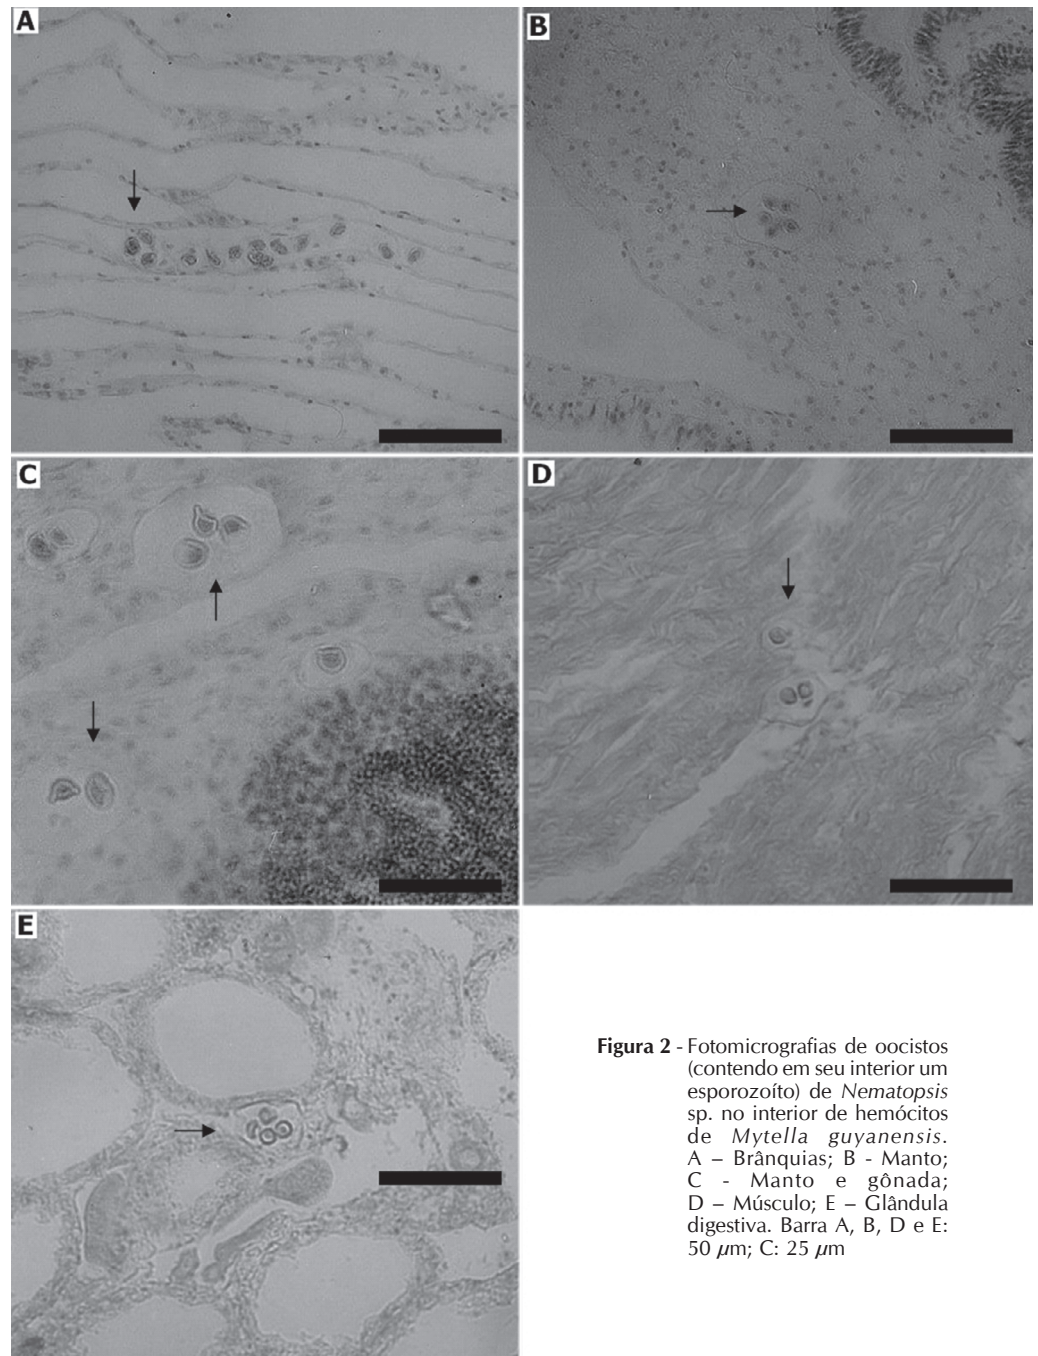 A
B
C
D
E
Figura 2 - Fotomicrografias de oocistos
(contendo em seu interior um
esporozoíto) de Nematopsis
sp. no interior de hemócitos
de Mytella guyanensis.
A – Brânquias; B - Manto;
C - Manto e gônada;
D – Músculo; E – Glândula
digestiva. Barra A, B, D e E:
50 µm; C: 25 µm